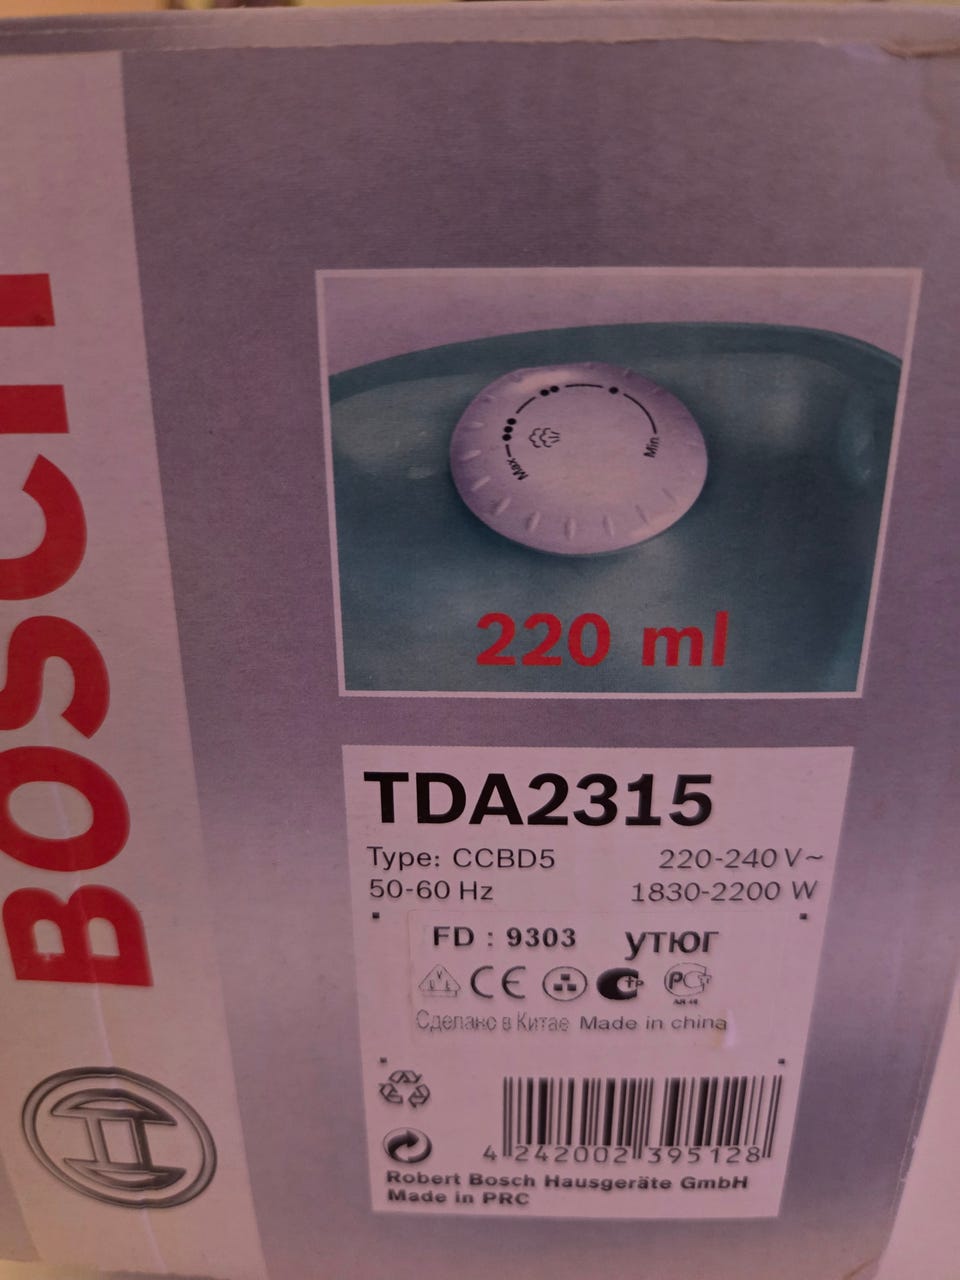 BOSCH
Max
Min
220 ml
TDA2315
Type: CCBD5 220-240 V~
50-60 Hz 1830-2200 W
FD : 9303 утюг
CE
Сделано в Китае Made in china
4 242002 395128
Robert Bosch Hausgeräte GmbH
Made in PRC